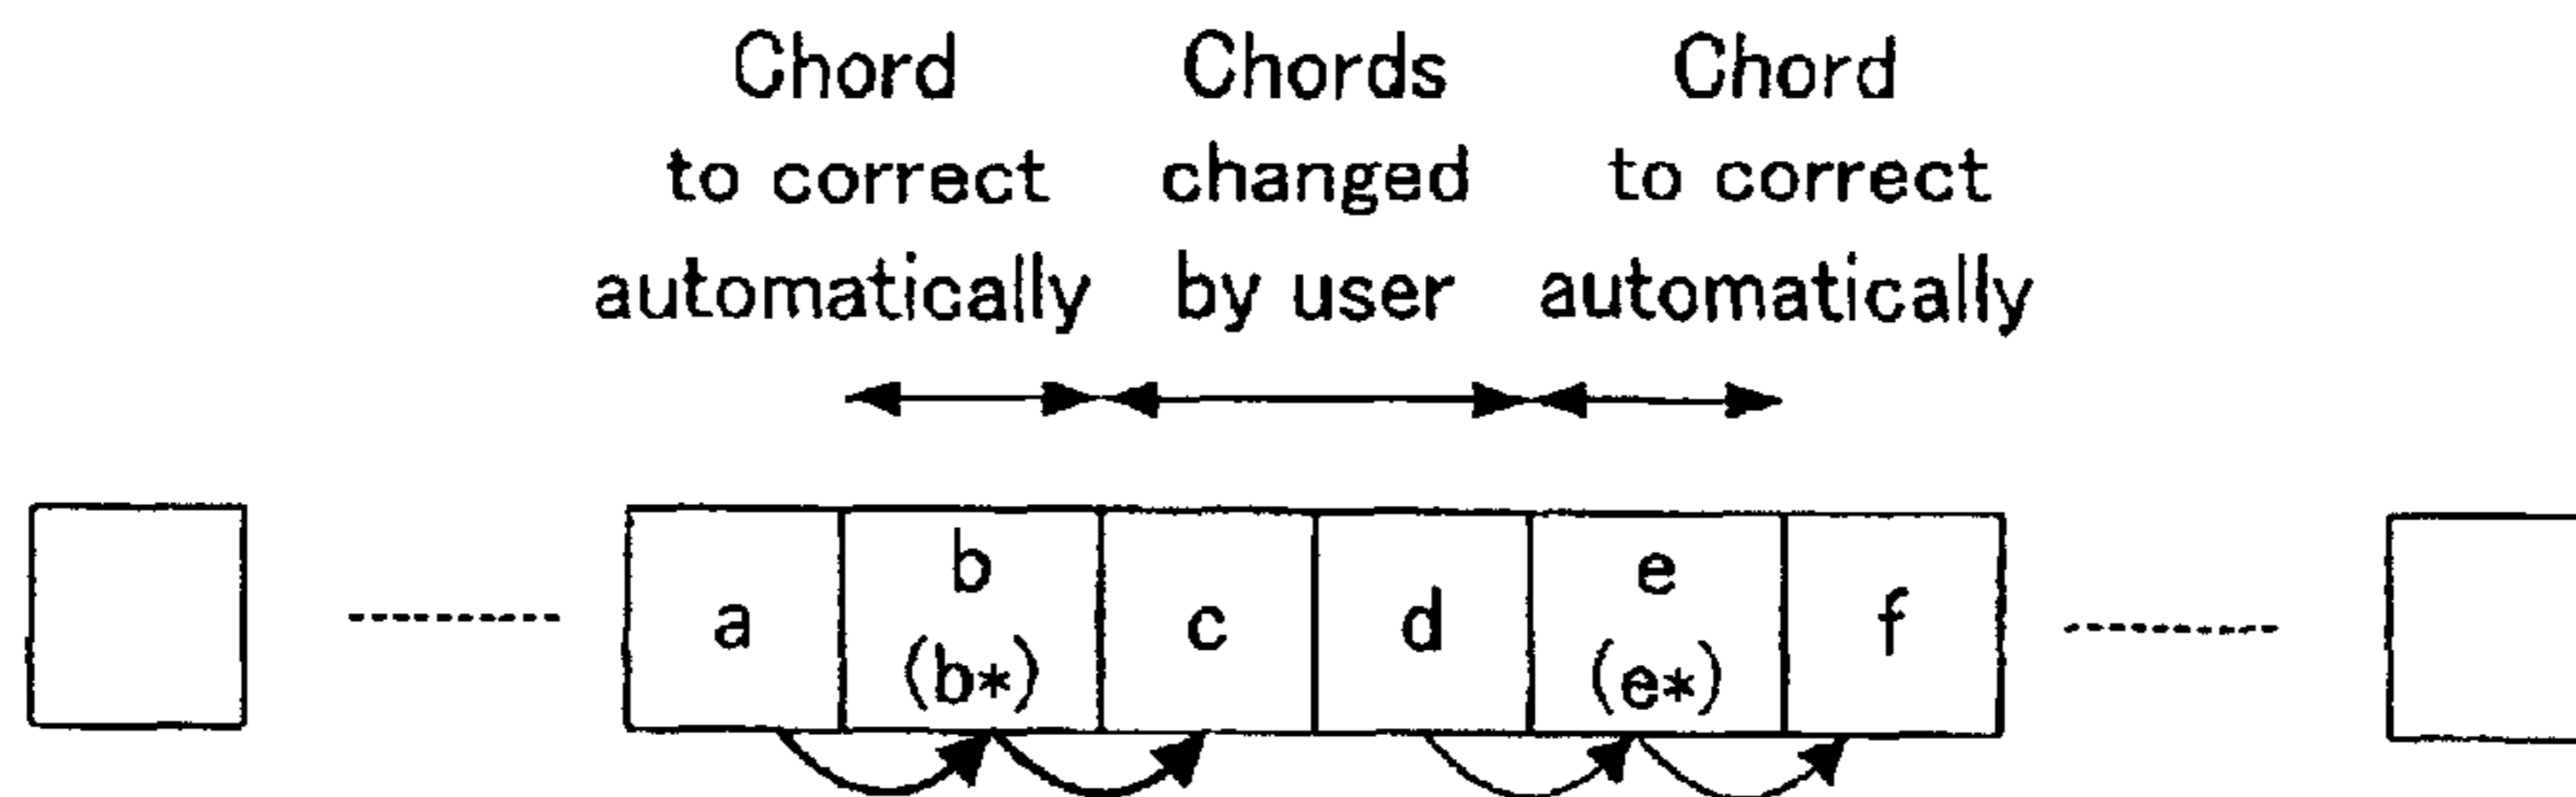 Chord
to correct
automatically
Chords
changed
by user
Chord
to correct
automatically
a
b
(b*)
c
d
e
(e*)
f